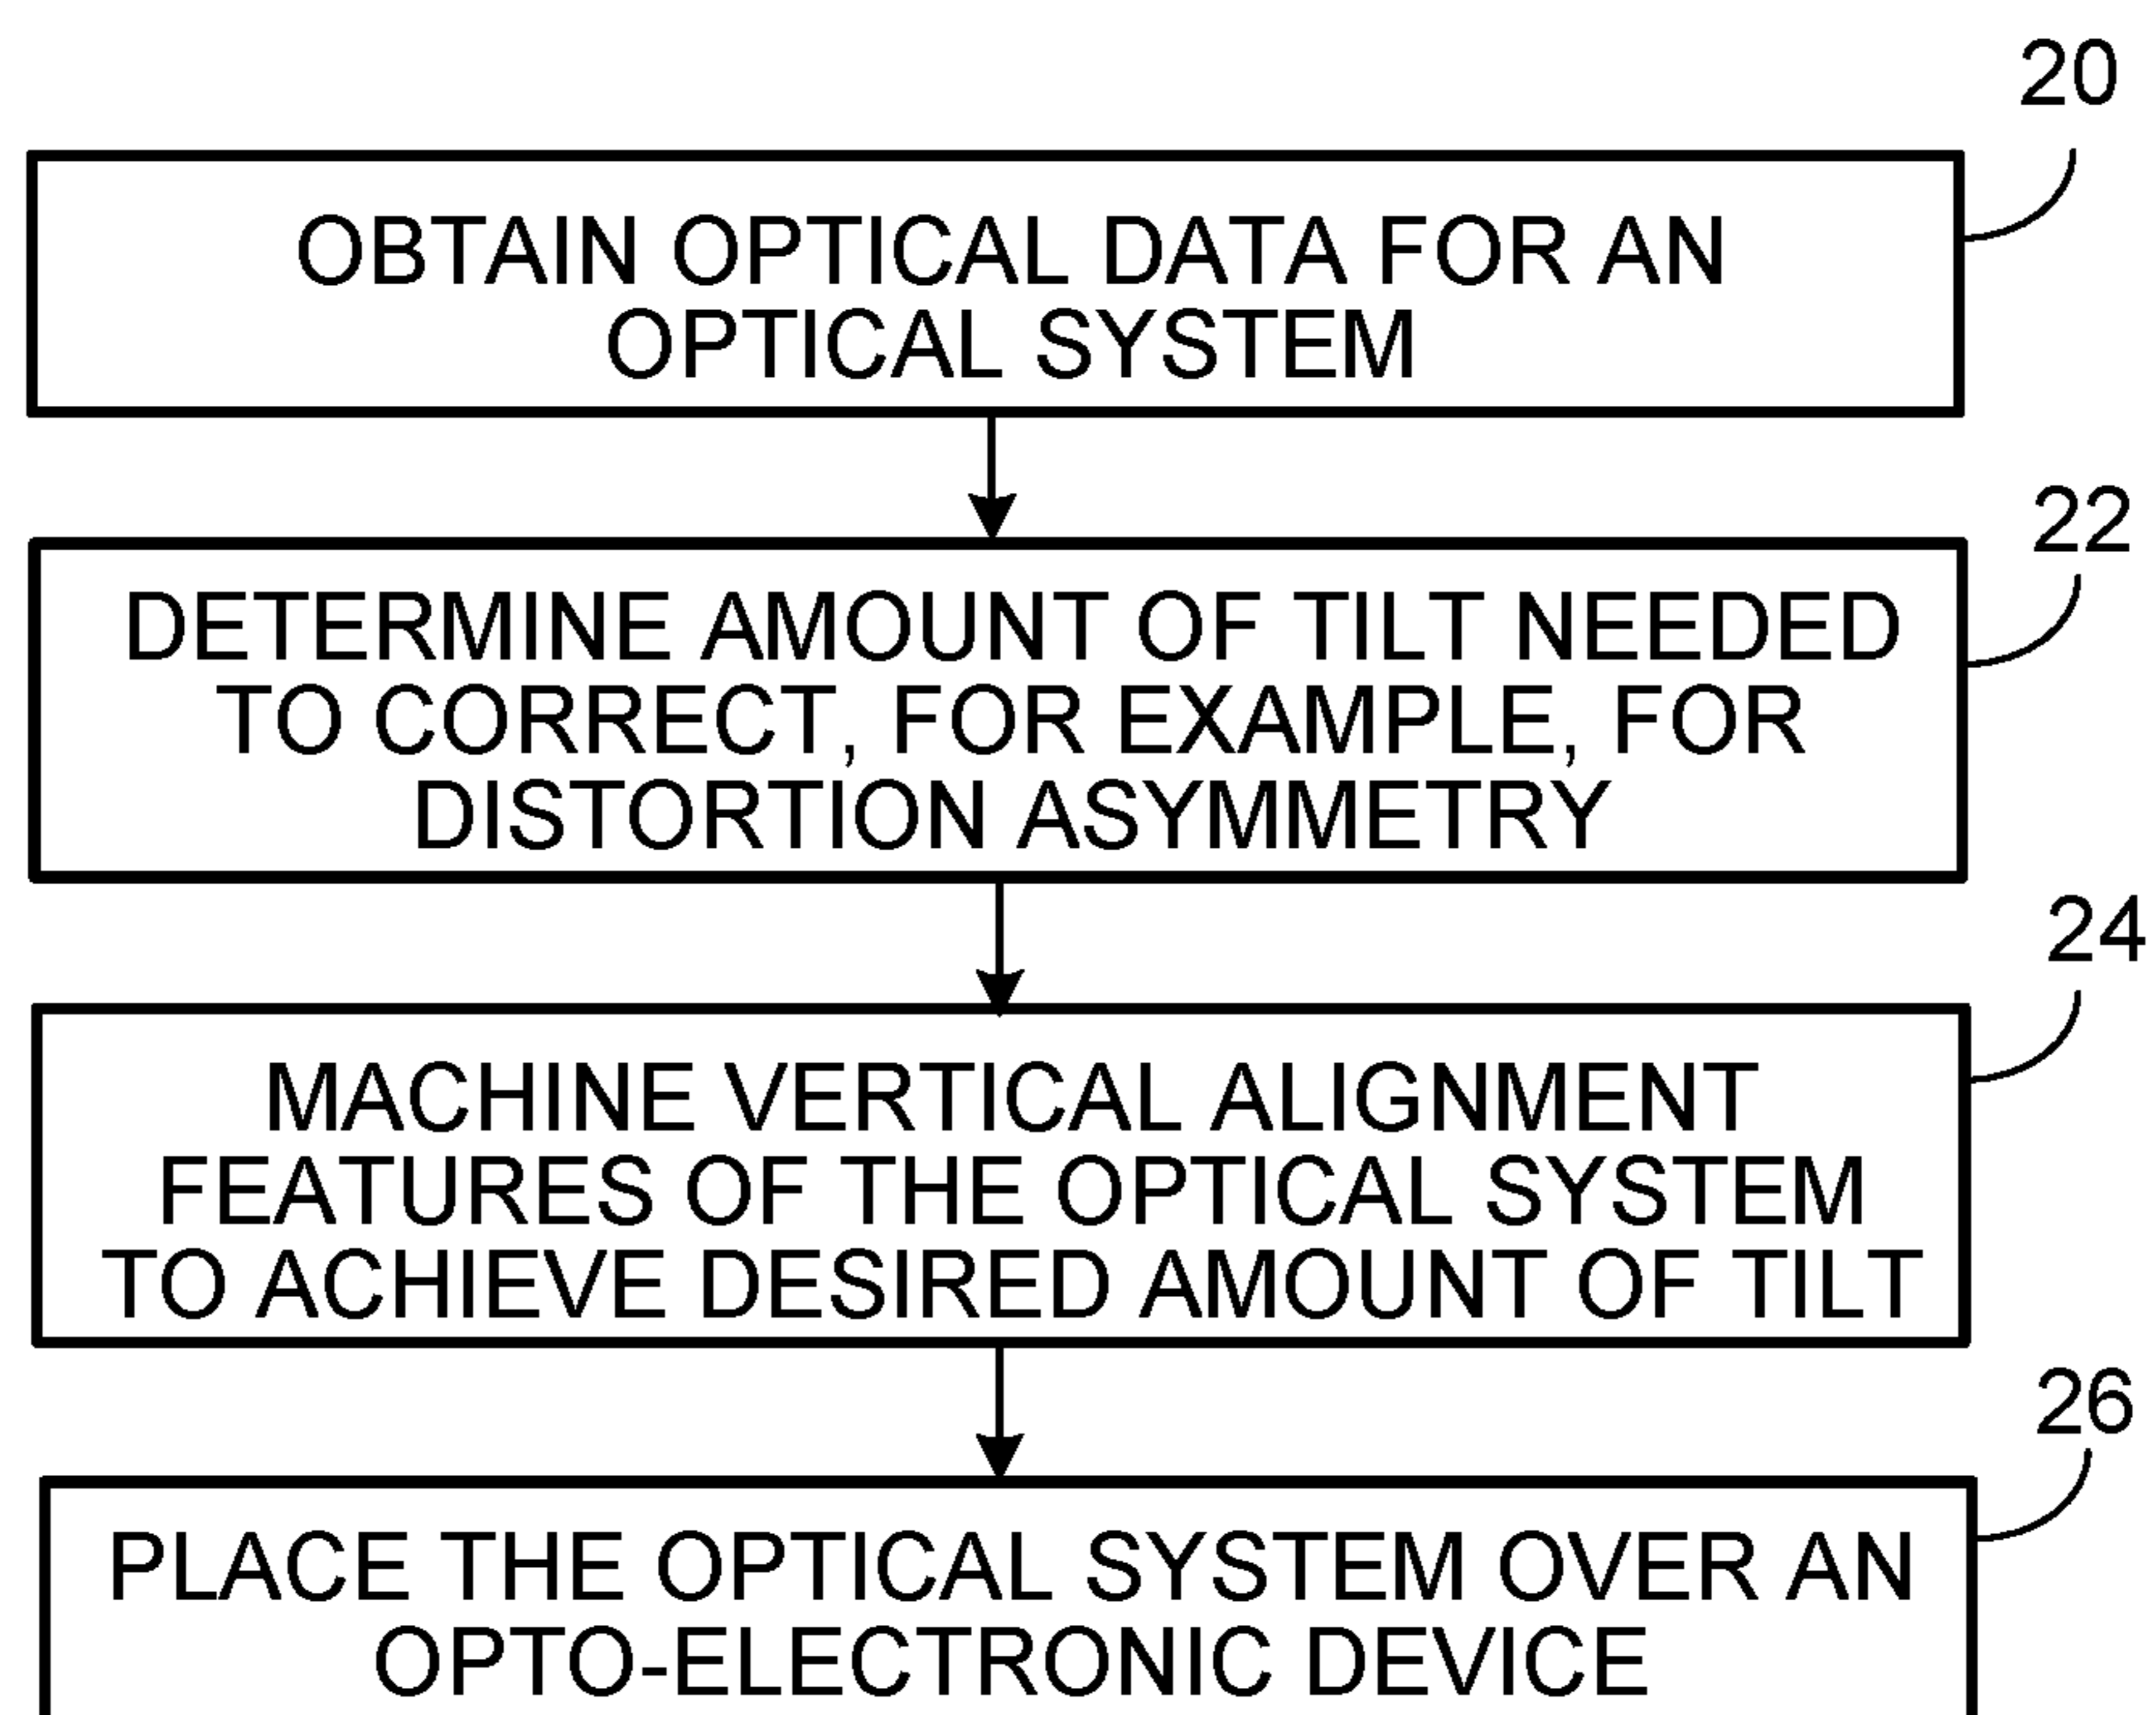 20
OBTAIN OPTICAL DATA FOR AN
OPTICAL SYSTEM
22
DETERMINE AMOUNT OF TILT NEEDED
TO CORRECT, FOR EXAMPLE, FOR
DISTORTION ASYMMETRY
24
MACHINE VERTICAL ALIGNMENT
FEATURES OF THE OPTICAL SYSTEM
TO ACHIEVE DESIRED AMOUNT OF TILT
26
PLACE THE OPTICAL SYSTEM OVER AN
OPTO-ELECTRONIC DEVICE